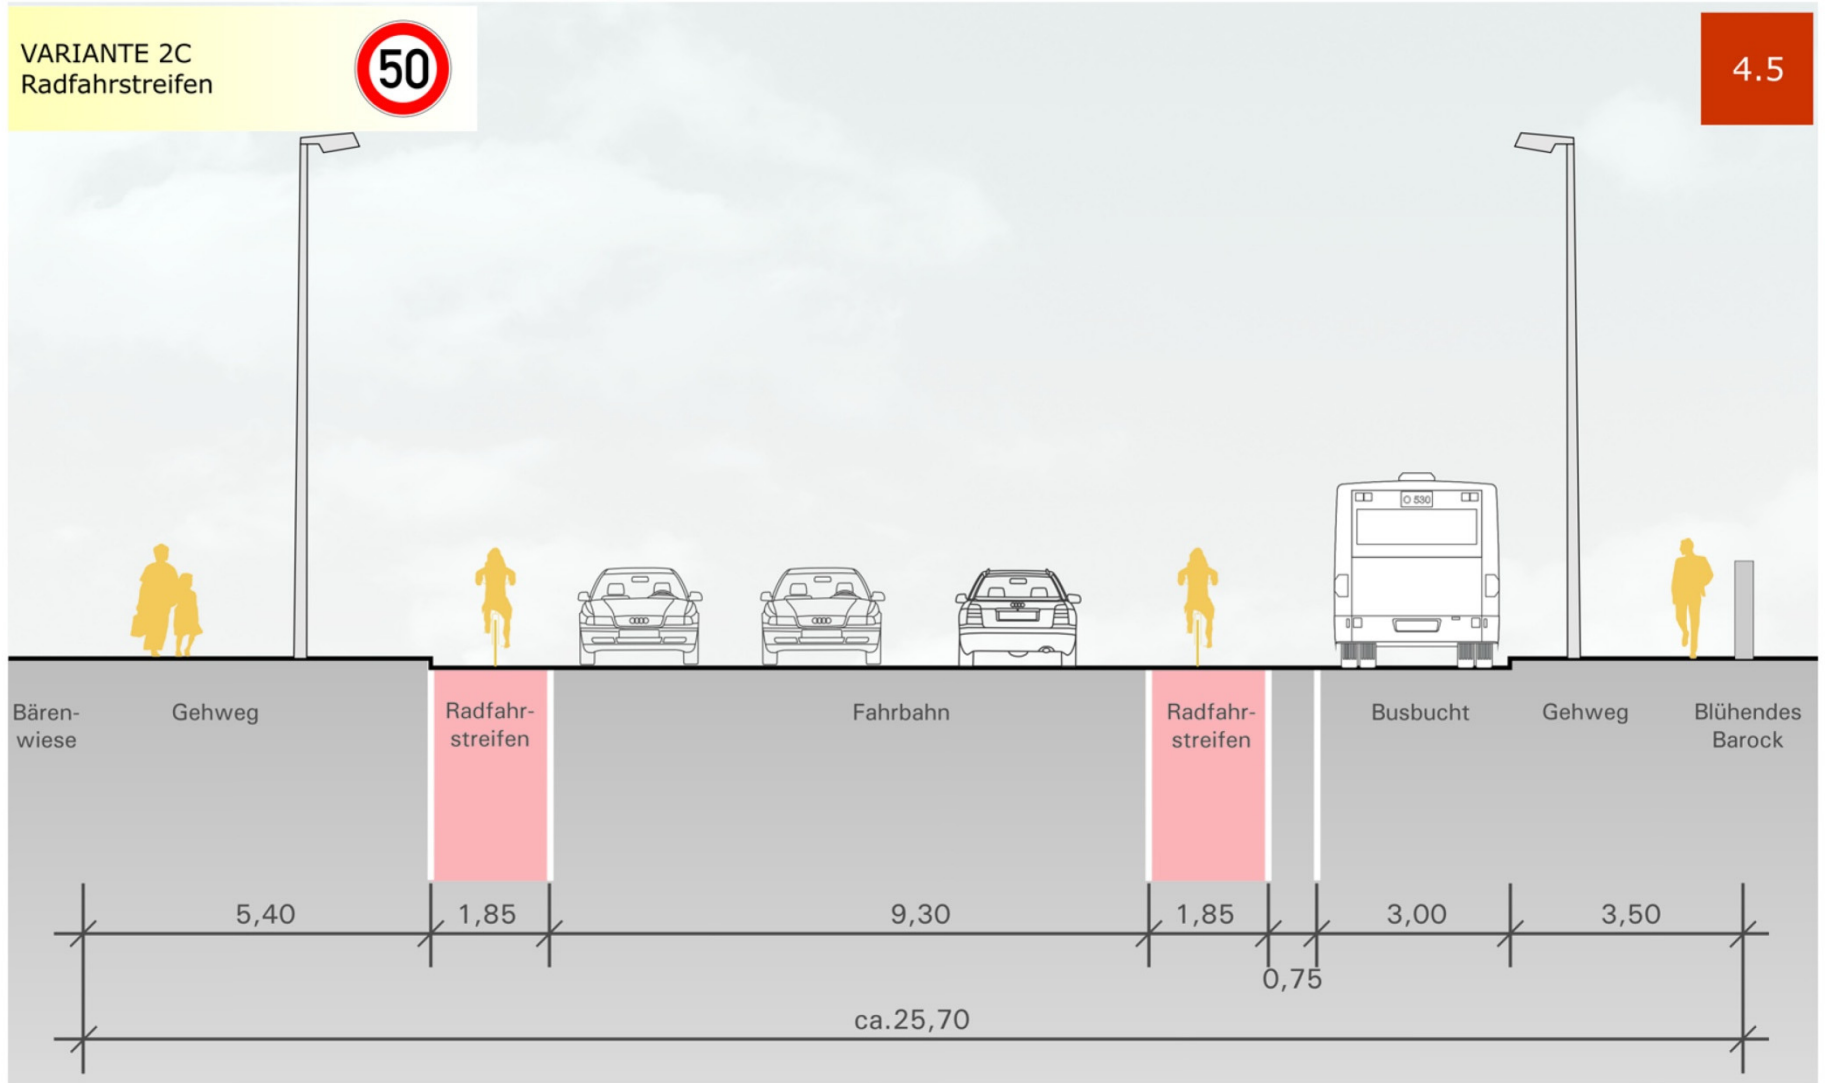 VARIANTE 2C
Radfahrstreifen
50
4.5
O 530
Bären-
wiese
Gehweg
Radfahr-
streifen
Fahrbahn
Radfahr-
streifen
Busbucht
Gehweg
Blühendes
Barock
5,40
1,85
9,30
1,85
3,00
3,50
0,75
ca.25,70